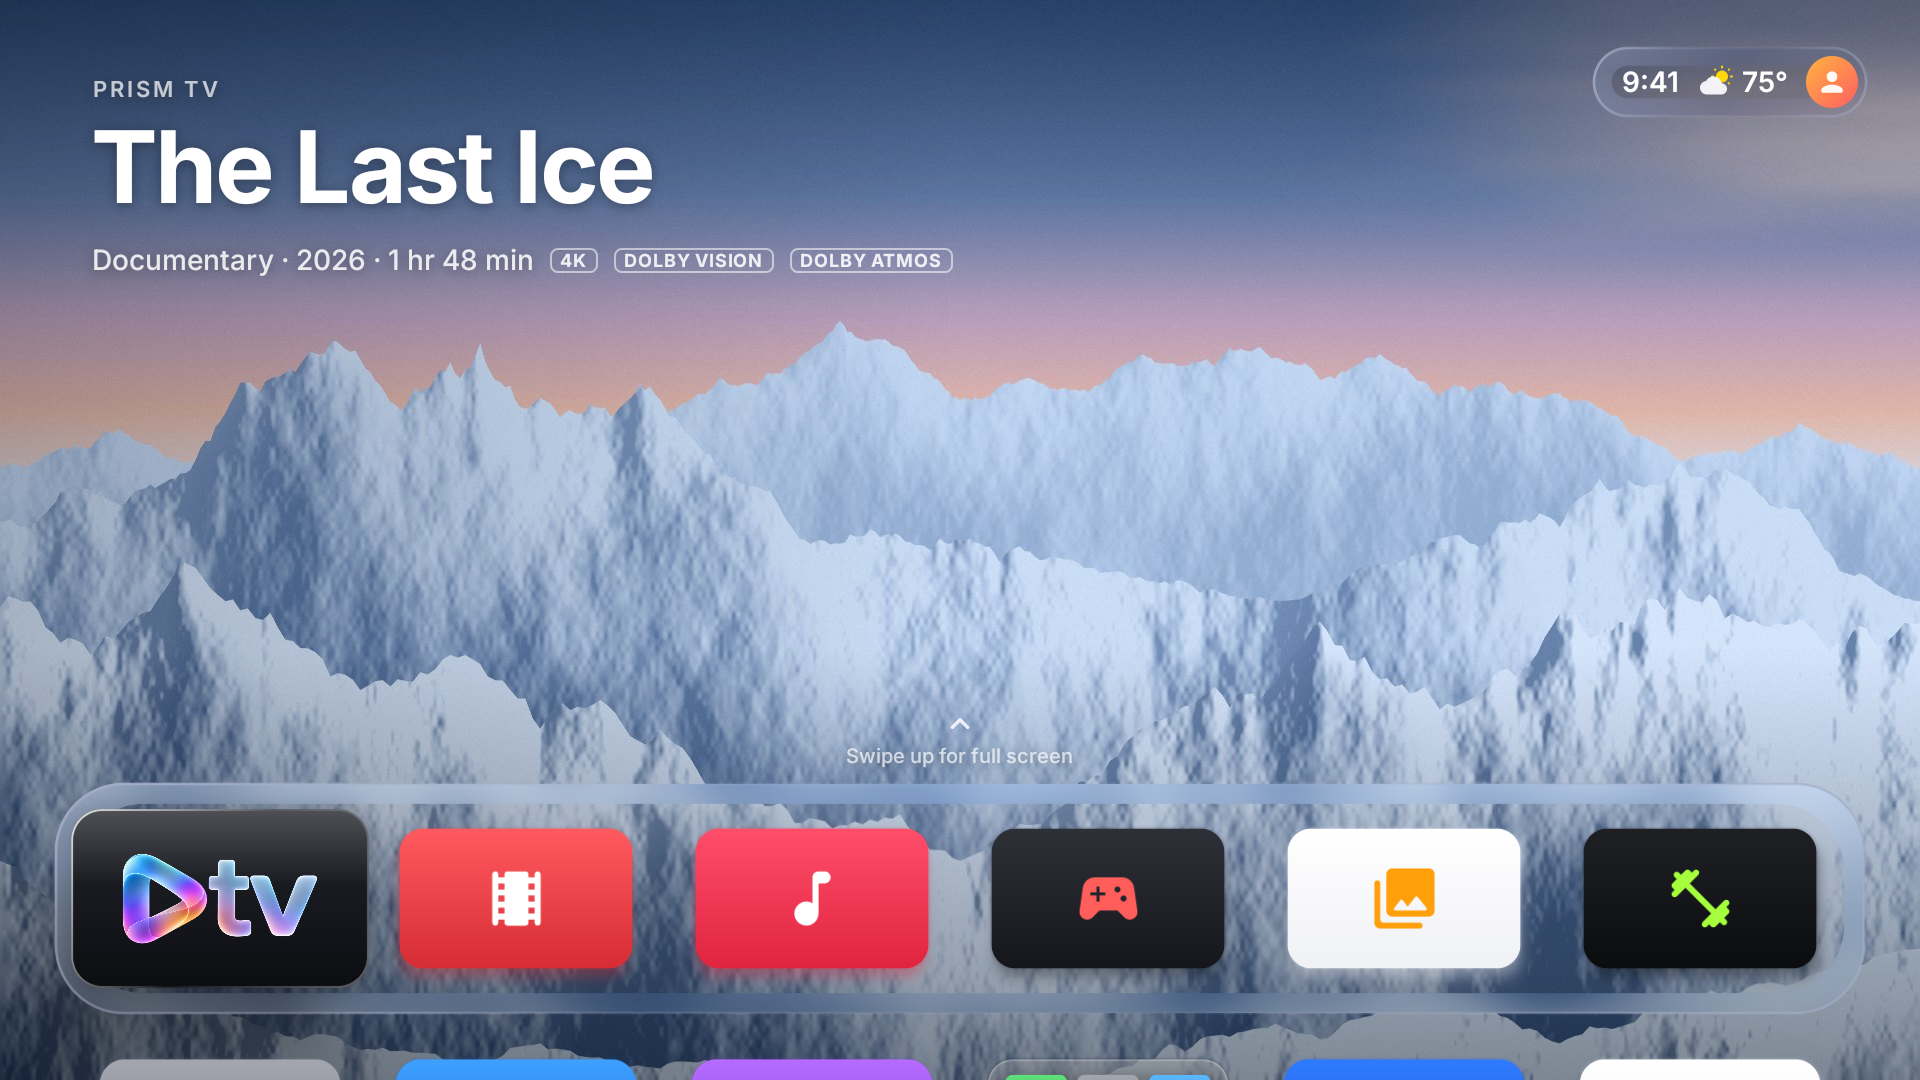 PRISM TV
9:41 75°
The Last Ice
Documentary · 2026 · 1 hr 48 min 4K DOLBY VISION DOLBY ATMOS
Swipe up for full screen
tv